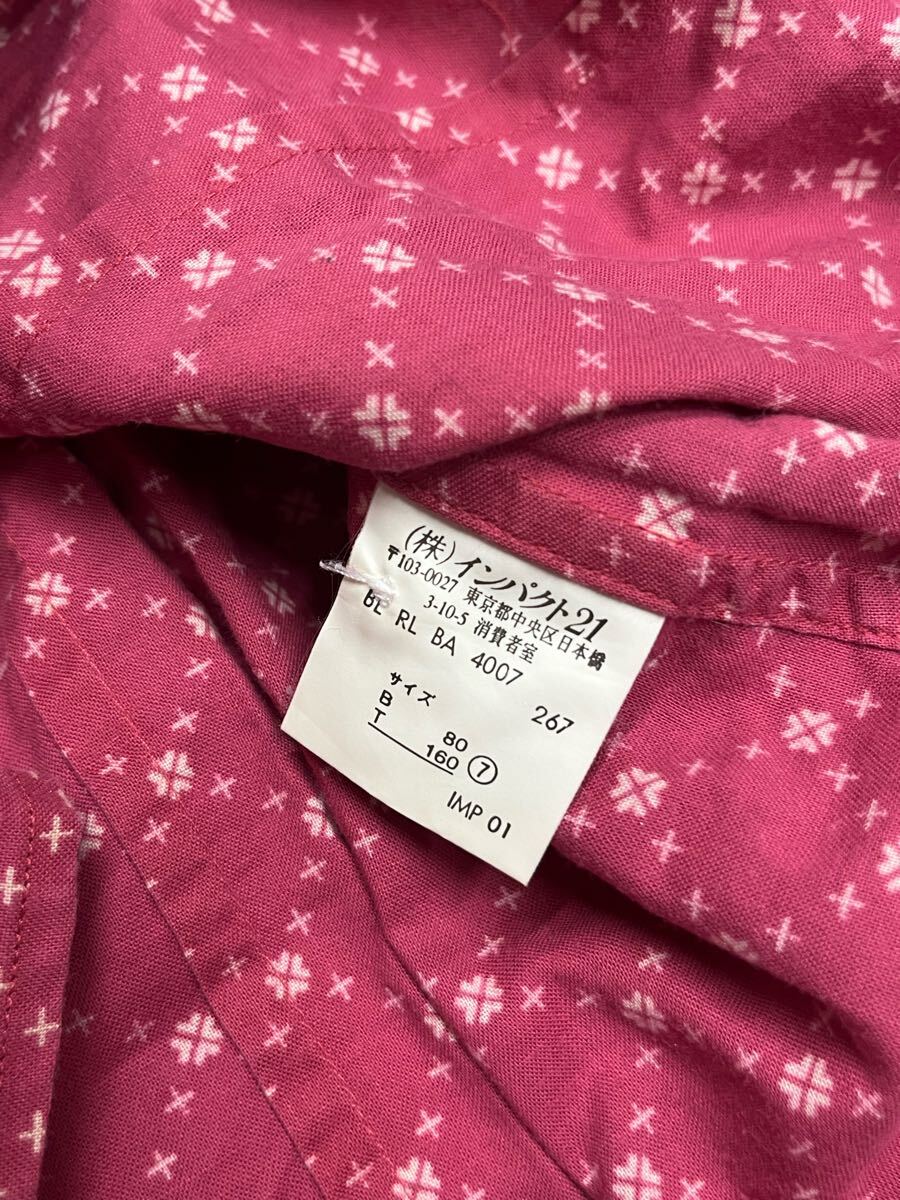 (株)インパクト21
〒103-0027 東京都中央区日本橋
3-10-5 消費者室
BL RL BA 4007
サイズ 267
B 80
T 160 ⑦
IMP 01